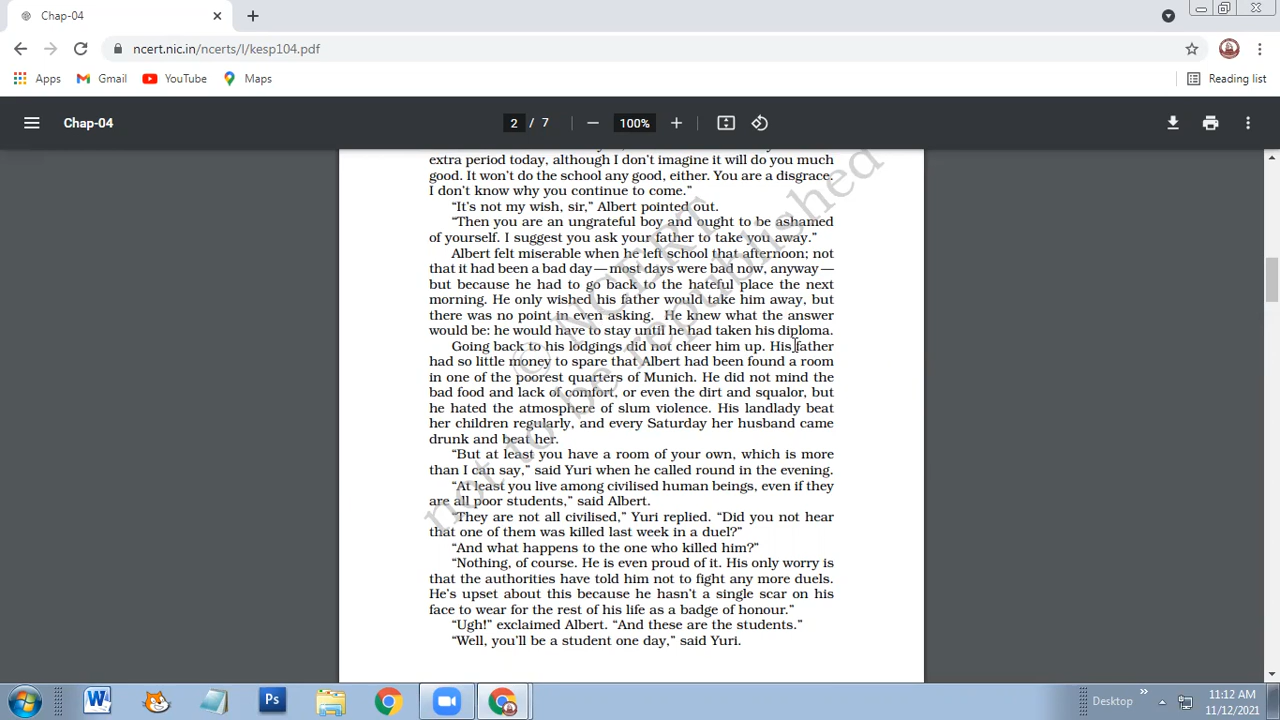 Chap-04
ncert.nic.in/ncerts/l/kesp104.pdf
Apps Gmail YouTube Maps Reading list
Chap-04 2 / 7 100%
extra period today, although I don't imagine it will do you much
good. It won't do the school any good, either. You are a disgrace.
I don't know why you continue to come.”
“It's not my wish, sir,” Albert pointed out.
“Then you are an ungrateful boy and ought to be ashamed
of yourself. I suggest you ask your father to take you away.”
Albert felt miserable when he left school that afternoon; not
that it had been a bad day — most days were bad now, anyway —
but because he had to go back to the hateful place the next
morning. He only wished his father would take him away, but
there was no point in even asking. He knew what the answer
would be: he would have to stay until he had taken his diploma.
Going back to his lodgings did not cheer him up. His father
had so little money to spare that Albert had been found a room
in one of the poorest quarters of Munich. He did not mind the
bad food and lack of comfort, or even the dirt and squalor, but
he hated the atmosphere of slum violence. His landlady beat
her children regularly, and every Saturday her husband came
drunk and beat her.
“But at least you have a room of your own, which is more
than I can say,” said Yuri when he called round in the evening.
“At least you live among civilised human beings, even if they
are all poor students,” said Albert.
“They are not all civilised,” Yuri replied. “Did you not hear
that one of them was killed last week in a duel?”
“And what happens to the one who killed him?”
“Nothing, of course. He is even proud of it. His only worry is
that the authorities have told him not to fight any more duels.
He's upset about this because he hasn't a single scar on his
face to wear for the rest of his life as a badge of honour.”
“Ugh!” exclaimed Albert. “And these are the students.”
“Well, you'll be a student one day,” said Yuri.
© NCERT
not to be republished
Ps
Desktop
11:12 AM
11/12/2021